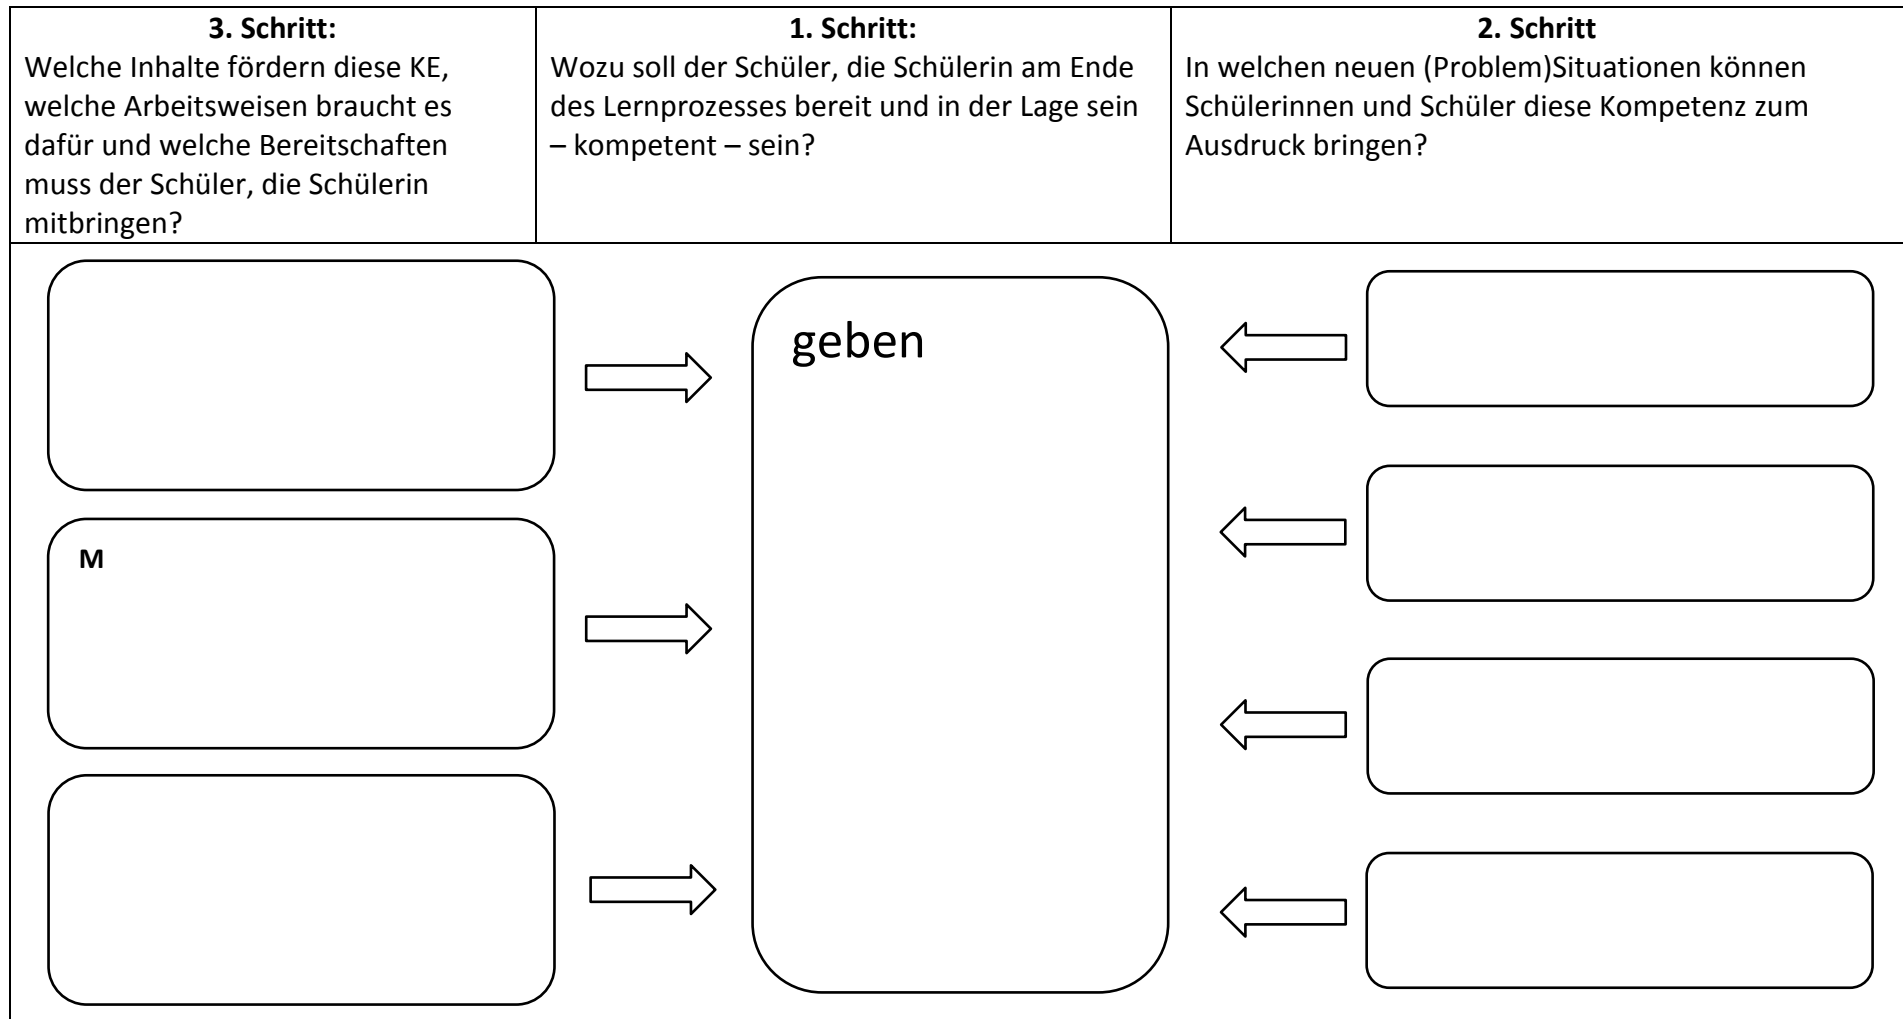 3. Schritt:
Welche Inhalte fördern diese KE,
welche Arbeitsweisen braucht es
dafür und welche Bereitschaften
muss der Schüler, die Schülerin
mitbringen?
1. Schritt:
Wozu soll der Schüler, die Schülerin am Ende
des Lernprozesses bereit und in der Lage sein
– kompetent – sein?
2. Schritt
In welchen neuen (Problem)Situationen können
Schülerinnen und Schüler diese Kompetenz zum
Ausdruck bringen?
geben
M